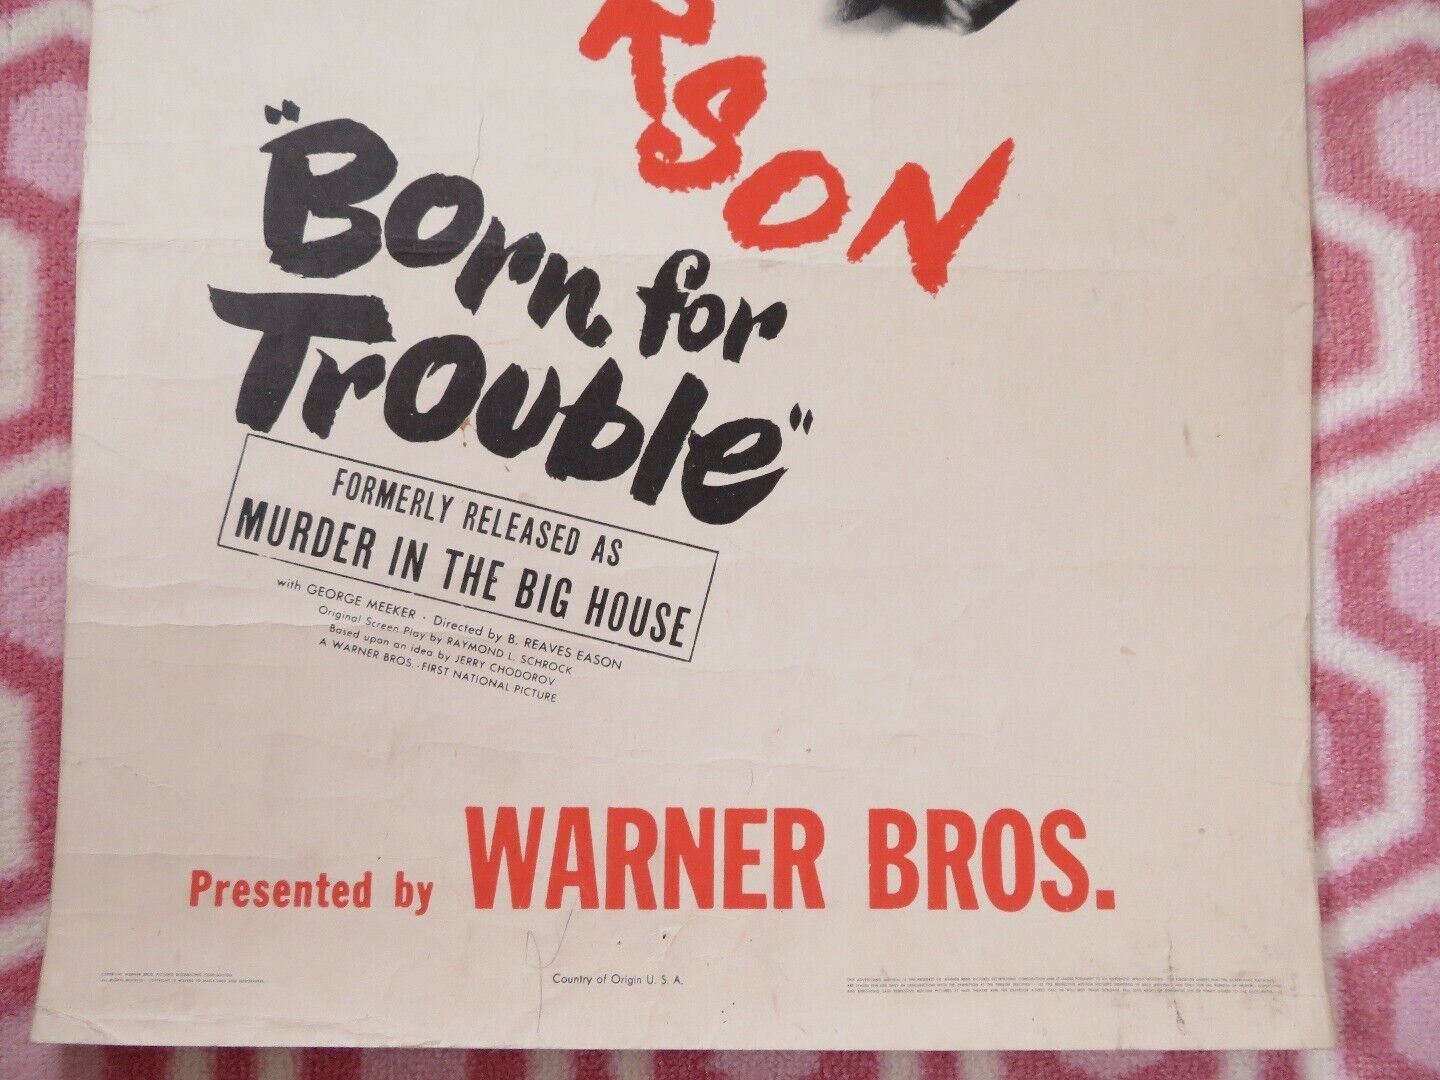 RSON
"Born for
Trouble"
FORMERLY RELEASED AS
MURDER IN THE BIG HOUSE
with GEORGE MEEKER · Directed by B. REAVES EASON
Original Screen Play by RAYMOND L. SCHROCK
Based upon an idea by JERRY CHODOROV
A WARNER BROS.-FIRST NATIONAL PICTURE
Presented by WARNER BROS.
Country of Origin U. S. A.